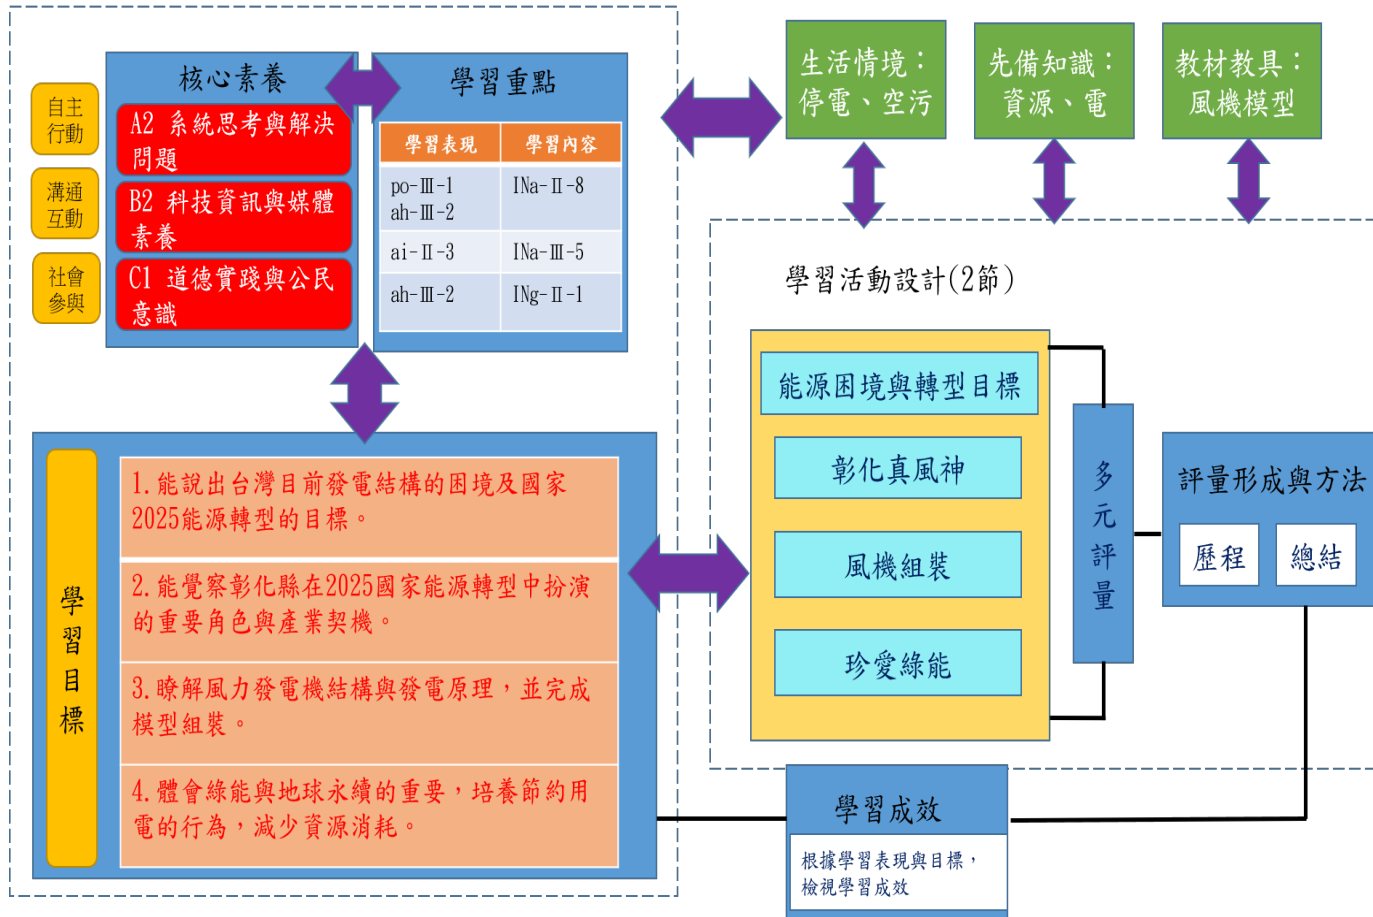 自主
行動
溝通
互動
社會
參與
核心素養
A2 系統思考與解決
問題
B2 科技資訊與媒體
素養
C1 道德實踐與公民
意識
學習重點
學習表現 學習內容
po-Ⅲ-1 INa-Ⅱ-8
ah-Ⅲ-2
ai-Ⅱ-3 INa-Ⅲ-5
ah-Ⅲ-2 INg-Ⅱ-1
生活情境：
停電、空污
先備知識：
資源、電
教材教具：
風機模型
學習目標
1.能說出台灣目前發電結構的困境及國家
2025能源轉型的目標。
2.能覺察彰化縣在2025國家能源轉型中扮演
的重要角色與產業契機。
3.瞭解風力發電機結構與發電原理，並完成
模型組裝。
4.體會綠能與地球永續的重要，培養節約用
電的行為，減少資源消耗。
學習活動設計(2節)
能源困境與轉型目標
彰化真風神
風機組裝
珍愛綠能
多元評量
評量形成與方法
歷程
總結
學習成效
根據學習表現與目標，
檢視學習成效